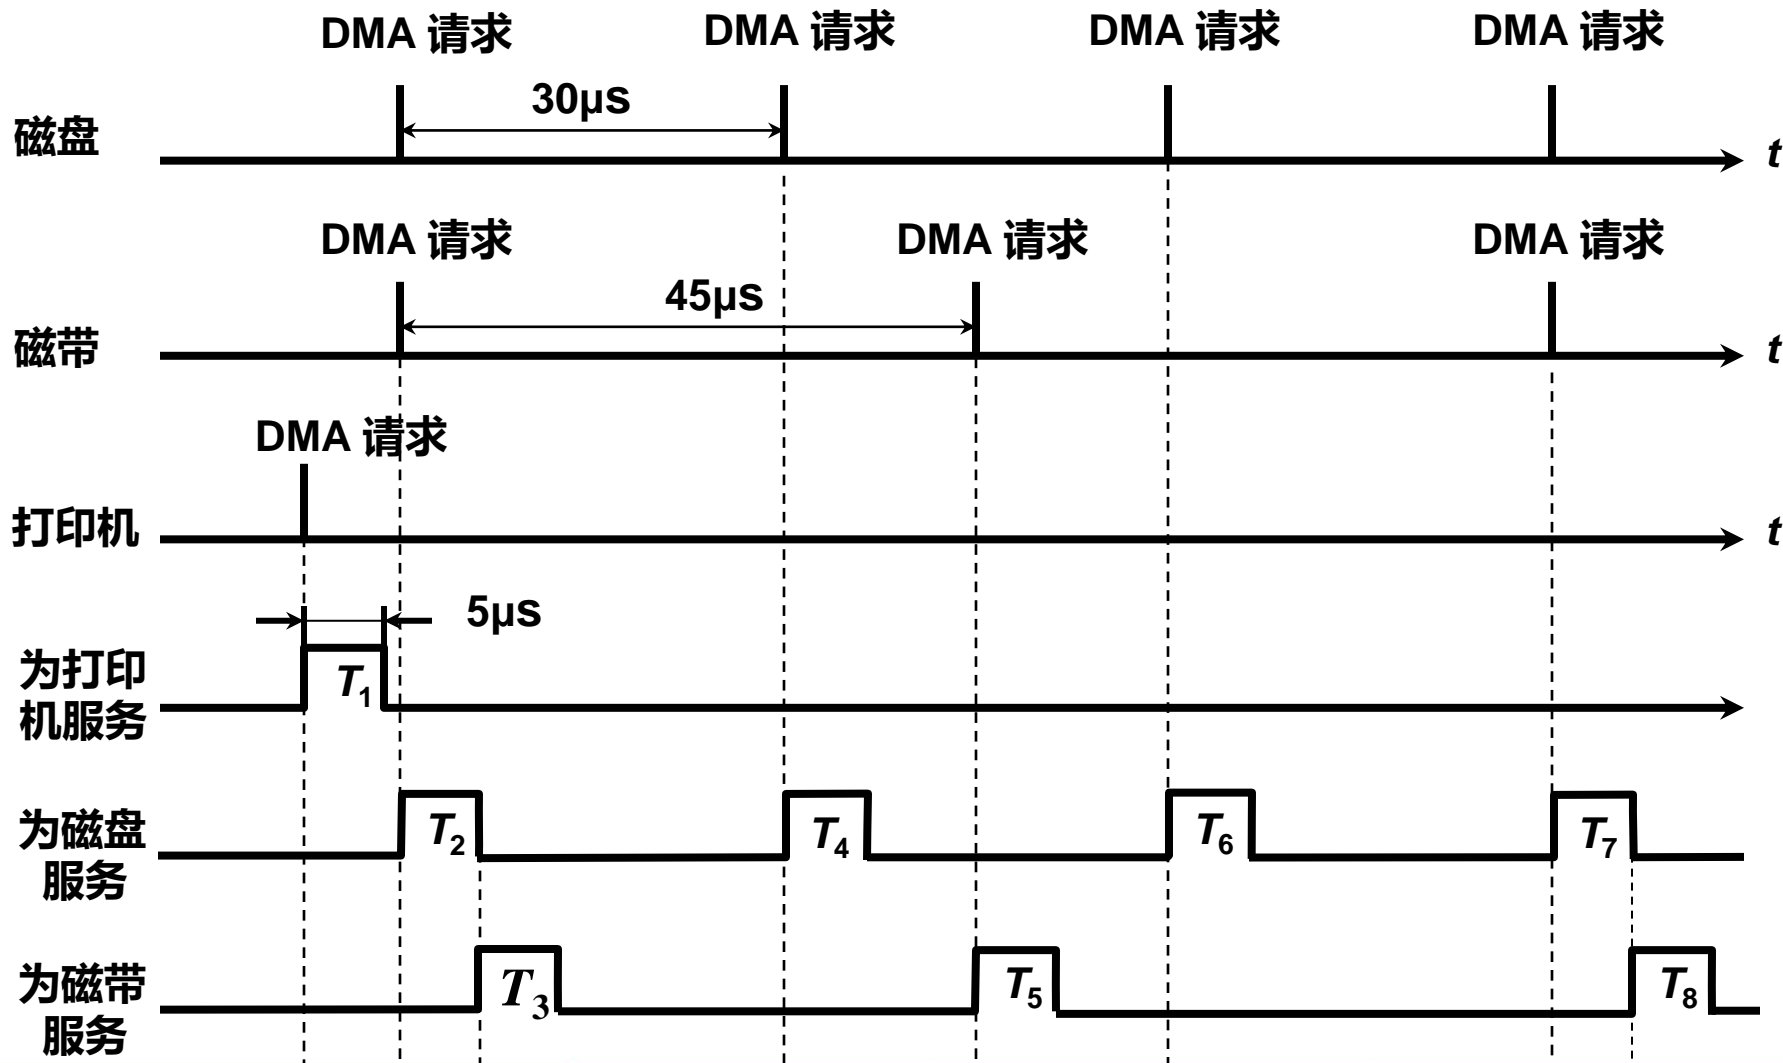 DMA 请求 DMA 请求 DMA 请求 DMA 请求
30μs
磁盘
t
DMA 请求 DMA 请求 DMA 请求
45μs
磁带
t
DMA 请求
打印机
t
5μs
为打印
机服务
T1
为磁盘
服务
T2 T4 T6 T7
为磁带
服务
T3 T5 T8